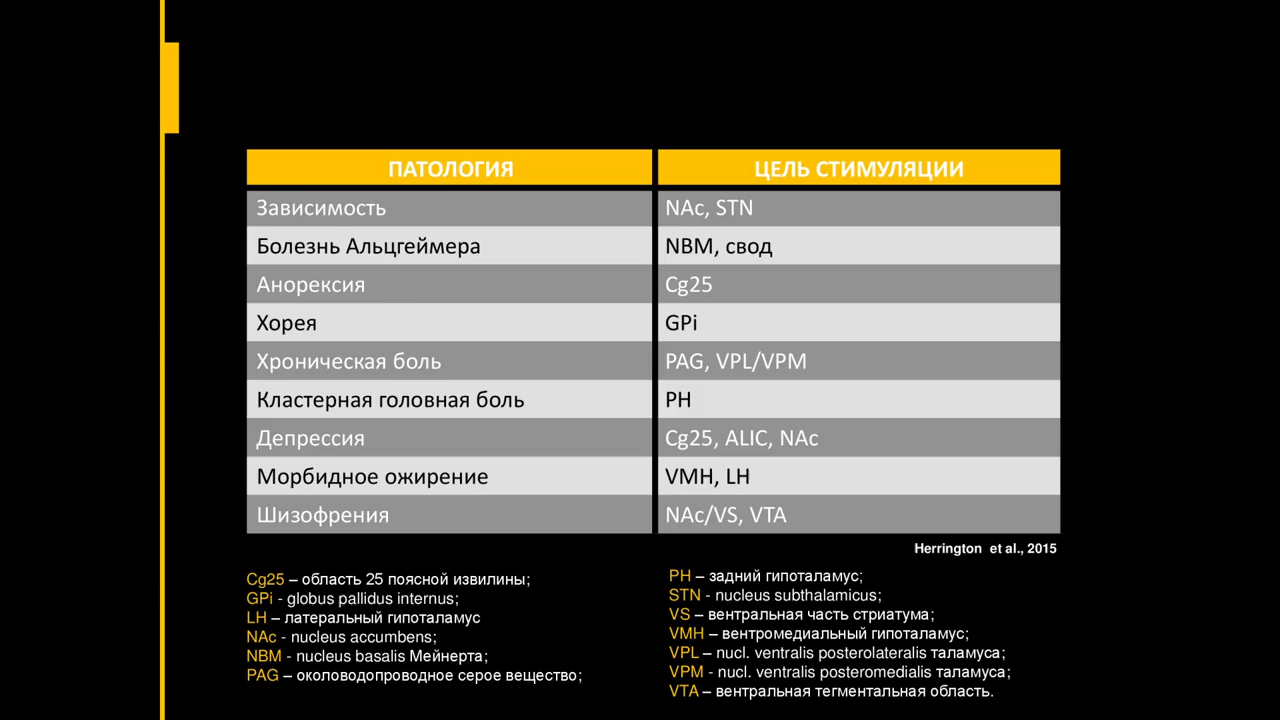 ПАТОЛОГИЯ ЦЕЛЬ СТИМУЛЯЦИИ
Зависимость NAc, STN
Болезнь Альцгеймера NBM, свод
Анорексия Cg25
Хорея GPi
Хроническая боль PAG, VPL/VPM
Кластерная головная боль PH
Депрессия Cg25, ALIC, NAc
Морбидное ожирение VMH, LH
Шизофрения NAc/VS, VTA
Herrington et al., 2015
Cg25 – область 25 поясной извилины;
GPi - globus pallidus internus;
LH – латеральный гипоталамус
NAc - nucleus accumbens;
NBM - nucleus basalis Мейнерта;
PAG – околоводопроводное серое вещество;
PH – задний гипоталамус;
STN - nucleus subthalamicus;
VS – вентральная часть стриатума;
VMH – вентромедиальный гипоталамус;
VPL – nucl. ventralis posterolateralis таламуса;
VPM - nucl. ventralis posteromedialis таламуса;
VTA – вентральная тегментальная область.